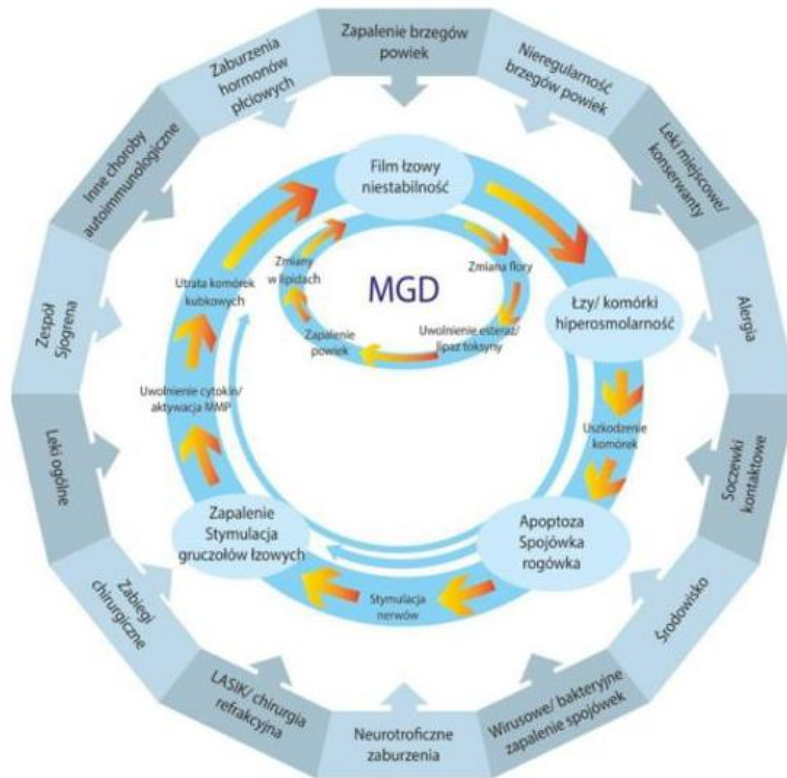 Zapalenie brzegów
powiek
Nieregularność
brzegów powiek
Leki miejscowe/
konserwanty
Alergia
Soczewki
kontaktowe
Środowisko
Wirusowe/ bakteryjne
zapalenie spojówek
Neurotroficzne
zaburzenia
LASIK/ chirurgia
refrakcyjna
Zabiegi
chirurgiczne
Leki ogólne
Zespół
Sjogrena
Inne choroby
autoimmunologiczne
Zaburzenia
hormonów
płciowych
Film łzowy
niestabilność
Łzy/ komórki
hiperosmolarność
Uszkodzenie
komórek
Apoptoza
Spojówka
rogówka
Stymulacja
nerwów
Zapalenie
Stymulacja
gruczołów łzowych
Uwolnienie cytokin/
aktywacja MMP
Utrata komórek
kubkowych
MGD
Zmiana flory
Uwolnienie esteraz/
lipaz toksyny
Zapalenie
powiek
Zmiany
w lipidach